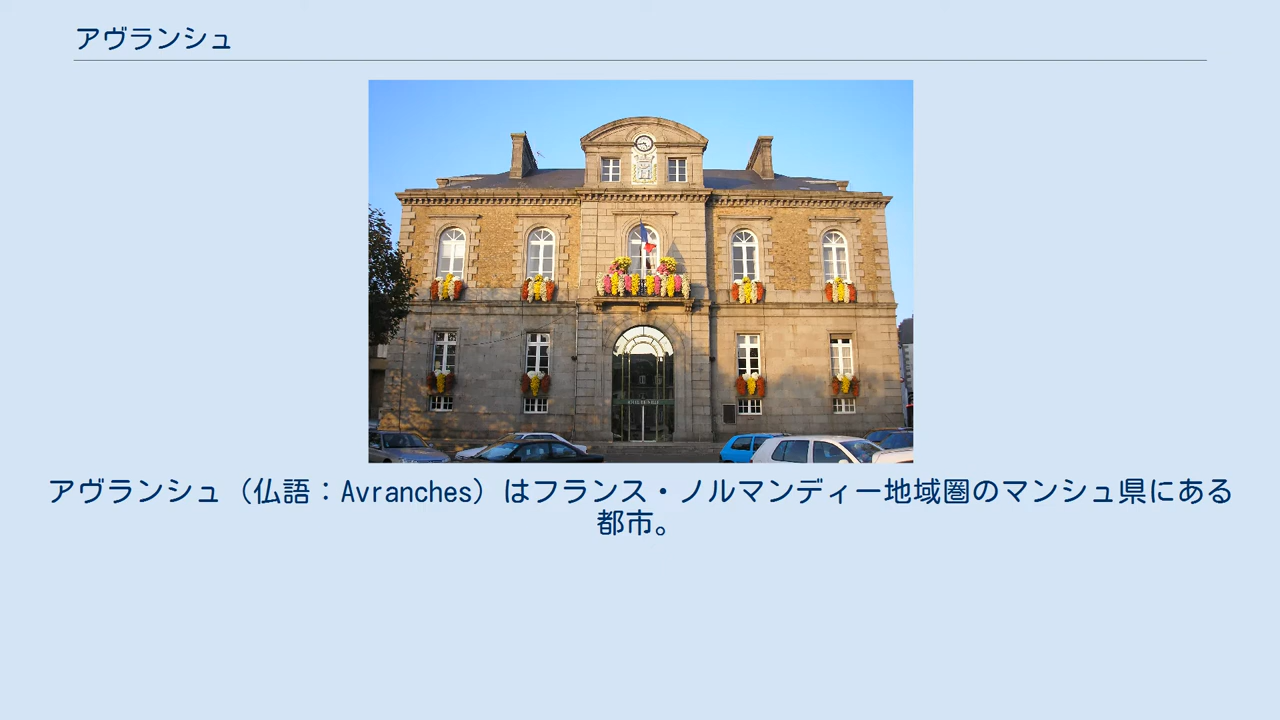 アヴランシュ
アヴランシュ（仏語：Avranches）はフランス・ノルマンディー地域圏のマンシュ県にある
都市。